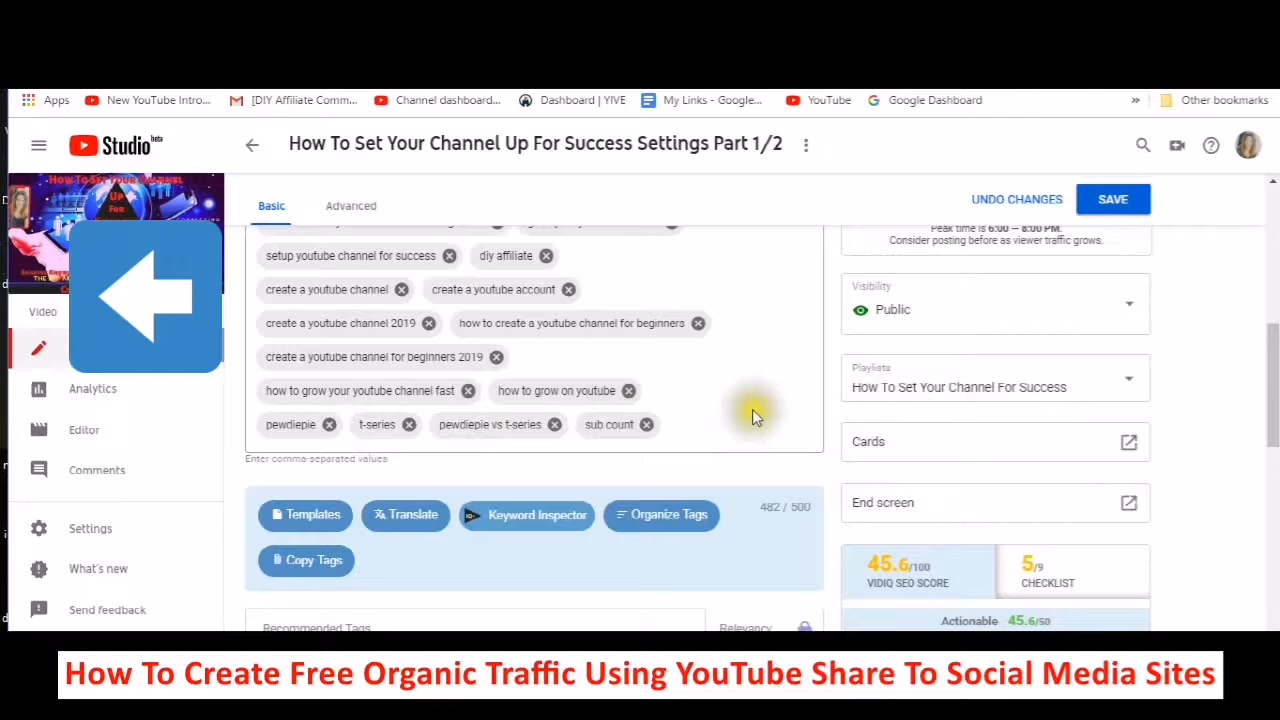 Apps New YouTube Intro... [DIY Affiliate Comm... Channel dashboard... Dashboard | YIVE My Links - Google... YouTube Google Dashboard » Other bookmarks
Studio beta
How To Set Your Channel Up For Success Settings Part 1/2
HOW TO SET YOUR CHANNEL
UP
For
Basic Advanced
UNDO CHANGES SAVE
Peak time is 6:00 – 8:00 PM.
Consider posting before as viewer traffic grows.
setup youtube channel for success diy affiliate
create a youtube channel create a youtube account
create a youtube channel 2019 how to create a youtube channel for beginners
create a youtube channel for beginners 2019
how to grow your youtube channel fast how to grow on youtube
pewdiepie t-series pewdiepie vs t-series sub count
Enter comma-separated values
Templates Translate Keyword Inspector Organize Tags
482 / 500
Copy Tags
Recommended Tags Relevancy
Video
Analytics
Editor
Comments
Settings
What's new
Send feedback
Visibility
Public
Playlists
How To Set Your Channel For Success
Cards
End screen
45.6/100
VIDIQ SEO SCORE
5/9
CHECKLIST
Actionable 45.6/50
How To Create Free Organic Traffic Using YouTube Share To Social Media Sites